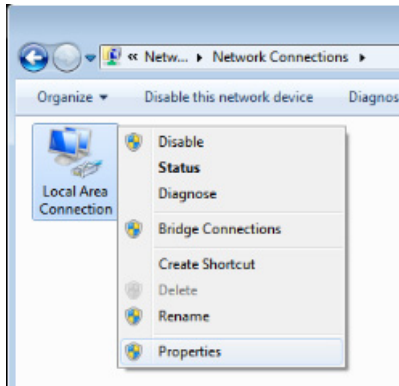 « Netw... ▸ Network Connections ▸
Organize ▾ Disable this network device Diagnos
Local Area
Connection
Disable
Status
Diagnose
Bridge Connections
Create Shortcut
Delete
Rename
Properties